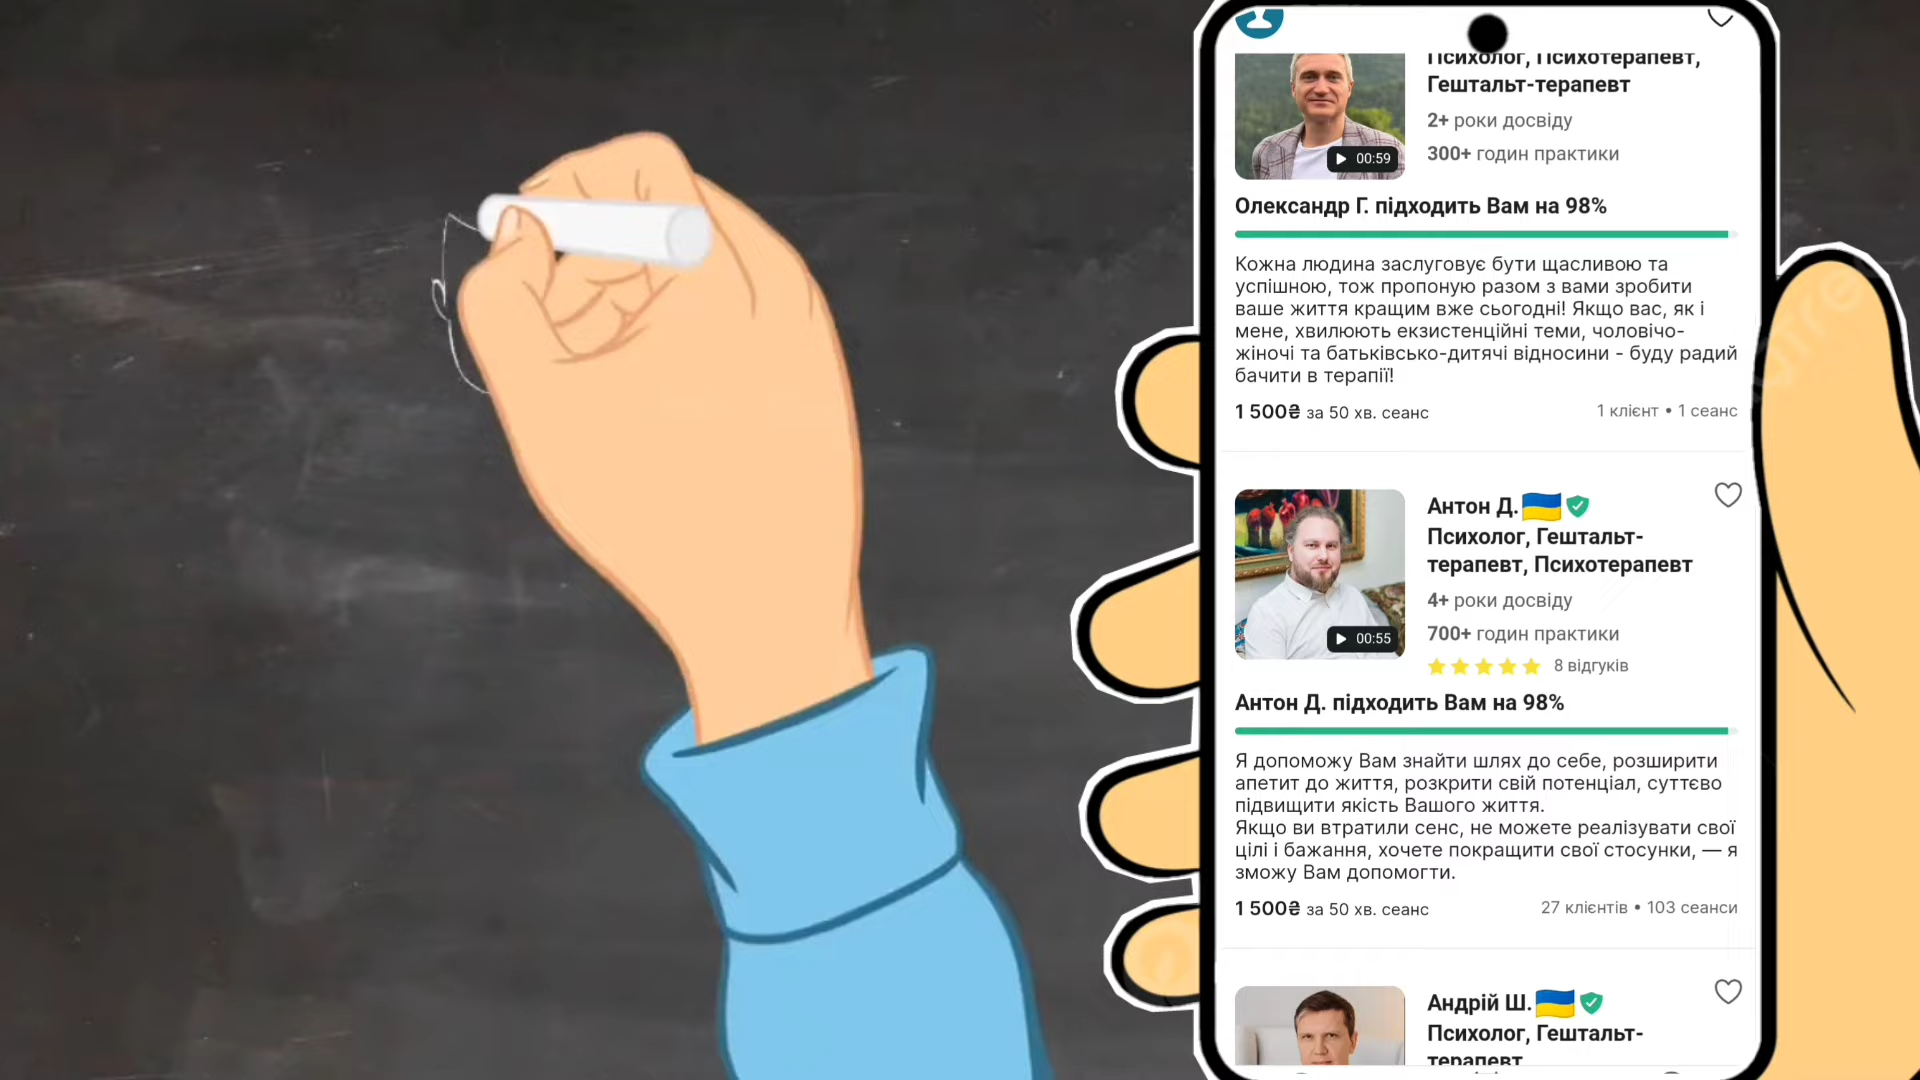 Психолог, Психотерапевт,
Гештальт-терапевт
2+ роки досвіду
300+ годин практики
00:59
Олександр Г. підходить Вам на 98%
Кожна людина заслуговує бути щасливою та
успішною, тож пропоную разом з вами зробити
ваше життя кращим вже сьогодні! Якщо вас, як і
мене, хвилюють екзистенційні теми, чоловічо-
жіночі та батьківсько-дитячі відносини - буду радий
бачити в терапії!
1 500₴ за 50 хв. сеанс
1 клієнт • 1 сеанс
Антон Д.
Психолог, Гештальт-
терапевт, Психотерапевт
4+ роки досвіду
700+ годин практики
00:55
8 відгуків
Антон Д. підходить Вам на 98%
Я допоможу Вам знайти шлях до себе, розширити
апетит до життя, розкрити свій потенціал, суттєво
підвищити якість Вашого життя.
Якщо ви втратили сенс, не можете реалізувати свої
цілі і бажання, хочете покращити свої стосунки, — я
зможу Вам допомогти.
1 500₴ за 50 хв. сеанс
27 клієнтів • 103 сеанси
Андрій Ш.
Психолог, Гештальт-
терапевт